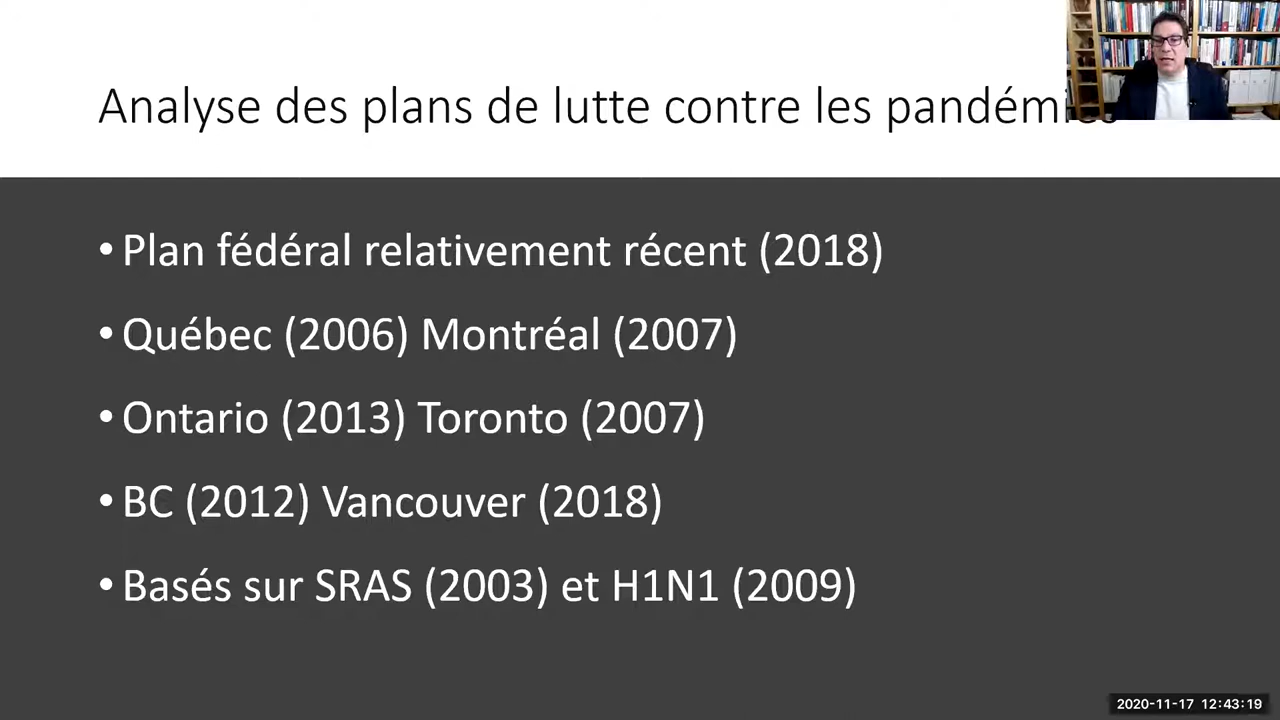 Analyse des plans de lutte contre les
• Plan fédéral relativement récent (2018)
• Québec (2006) Montréal (2007)
• Ontario (2013) Toronto (2007)
• BC (2012) Vancouver (2018)
• Basés sur SRAS (2003) et H1N1 (2009)
2020-11-17 12:43:19